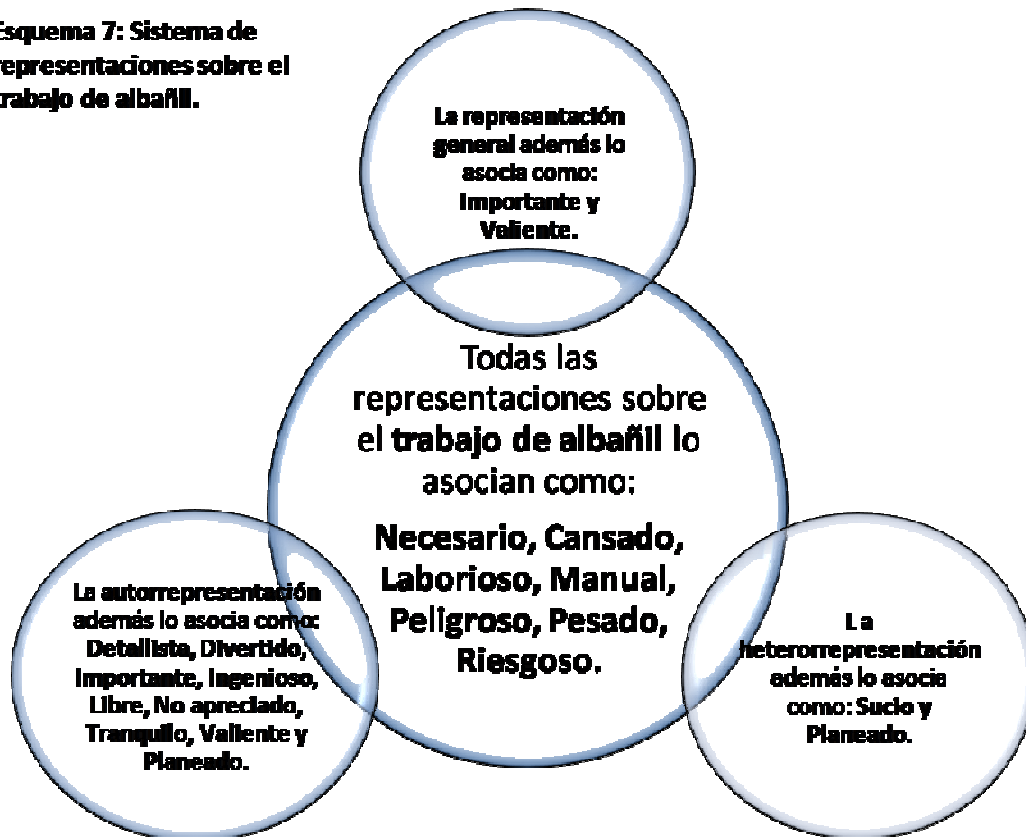 Esquema 7: Sistema de
representaciones sobre el
trabajo de albañil.
La representación
general además lo
asocia como:
Importante y
Valiente.
Todas las
representaciones sobre
el trabajo de albañil lo
asocian como:
Necesario, Cansado,
Laborioso, Manual,
Peligroso, Pesado,
Riesgoso.
La autorrepresentación
además lo asocia como:
Detallista, Divertido,
Importante, Ingenioso,
Libre, No apreciado,
Tranquilo, Valiente y
Planeado.
La
heterorrepresentación
además lo asocia
como: Sucio y
Planeado.